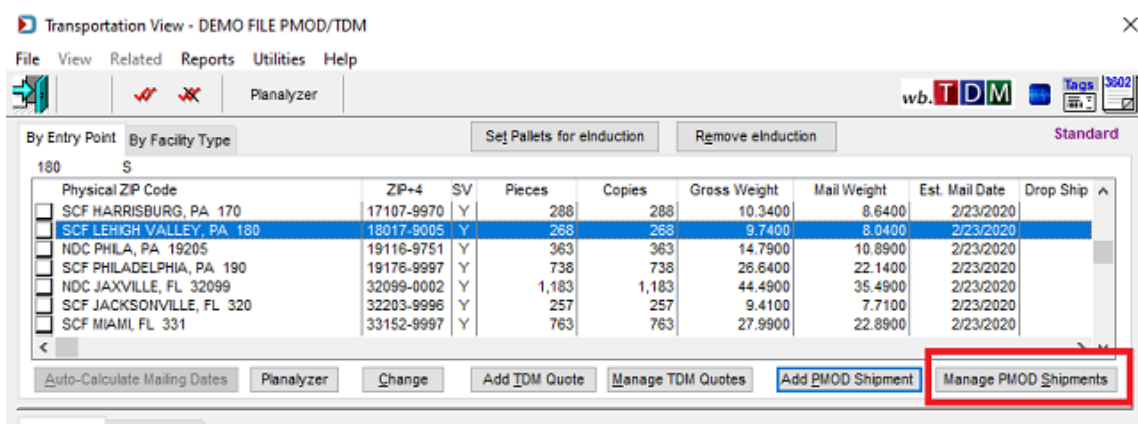 Transportation View - DEMO FILE PMOD/TDM
File View Related Reports Utilities Help
Planalyzer wb.TDM Tags 3602
By Entry Point By Facility Type Set Pallets for eInduction Remove eInduction Standard
180 S
Physical ZIP Code ZIP+4 SV Pieces Copies Gross Weight Mail Weight Est. Mail Date Drop Ship
SCF HARRISBURG, PA 170 17107-9970 Y 288 288 10.3400 8.6400 2/23/2020
SCF LEHIGH VALLEY, PA 180 18017-9005 Y 268 268 9.7400 8.0400 2/23/2020
NDC PHILA, PA 19205 19116-9751 Y 363 363 14.7900 10.8900 2/23/2020
SCF PHILADELPHIA, PA 190 19176-9997 Y 738 738 26.6400 22.1400 2/23/2020
NDC JAXVILLE, FL 32099 32099-0002 Y 1,183 1,183 44.4900 35.4900 2/23/2020
SCF JACKSONVILLE, FL 320 32203-9996 Y 257 257 9.4100 7.7100 2/23/2020
SCF MIAMI, FL 331 33152-9997 Y 763 763 27.9900 22.8900 2/23/2020
Auto-Calculate Mailing Dates Planalyzer Change Add TDM Quote Manage TDM Quotes Add PMOD Shipment Manage PMOD Shipments